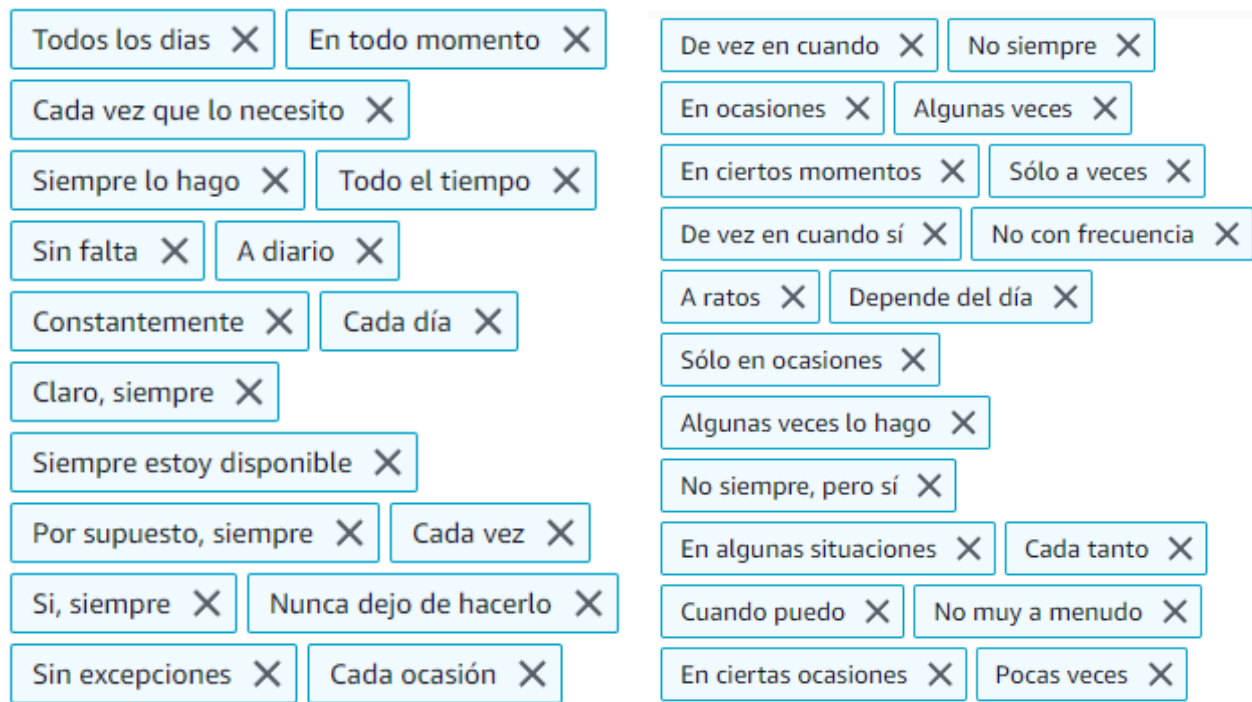 Todos los dias
En todo momento
Cada vez que lo necesito
Siempre lo hago
Todo el tiempo
Sin falta
A diario
Constantemente
Cada día
Claro, siempre
Siempre estoy disponible
Por supuesto, siempre
Cada vez
Si, siempre
Nunca dejo de hacerlo
Sin excepciones
Cada ocasión
De vez en cuando
No siempre
En ocasiones
Algunas veces
En ciertos momentos
Sólo a veces
De vez en cuando sí
No con frecuencia
A ratos
Depende del día
Sólo en ocasiones
Algunas veces lo hago
No siempre, pero sí
En algunas situaciones
Cada tanto
Cuando puedo
No muy a menudo
En ciertas ocasiones
Pocas veces